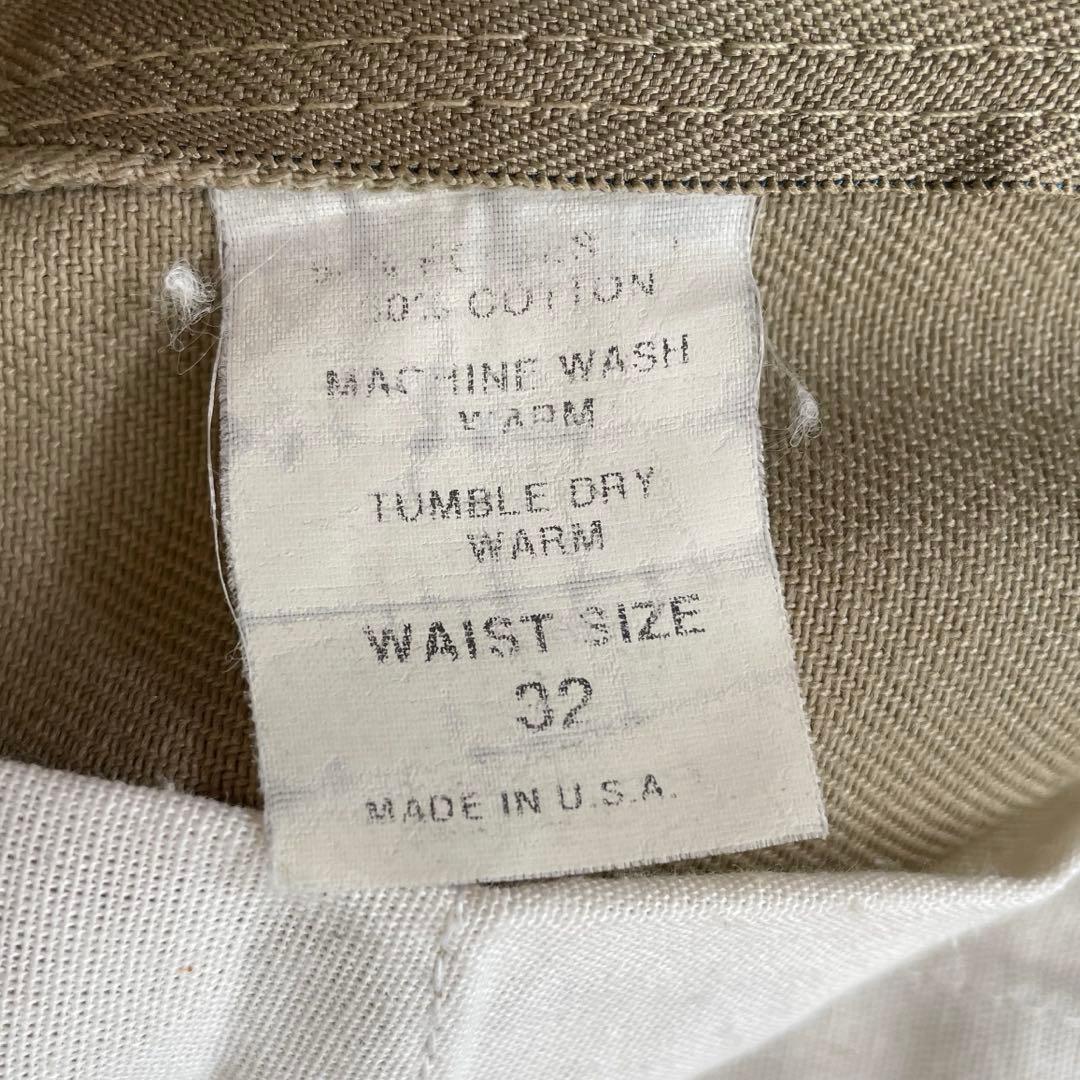 COTTON
MACHINE WASH
WARM
TUMBLE DRY
WARM
WAIST SIZE
32
MADE IN U.S.A.